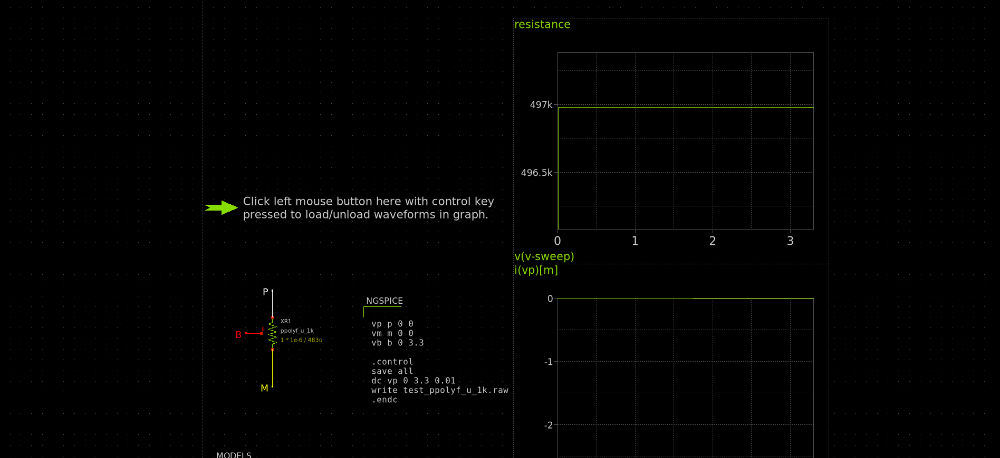 resistance
497k
496.5k
0 1 2 3
v(v-sweep)
Click left mouse button here with control key
pressed to load/unload waveforms in graph.
i(vp)[m]
0
-1
-2
P
XR1
B
B
ppolyf_u_1k
1 * 1e-6 / 483u
M
NGSPICE
vp p 0 0
vm m 0 0
vb b 0 3.3
.control
save all
dc vp 0 3.3 0.01
write test_ppolyf_u_1k.raw
.endc
MODELS